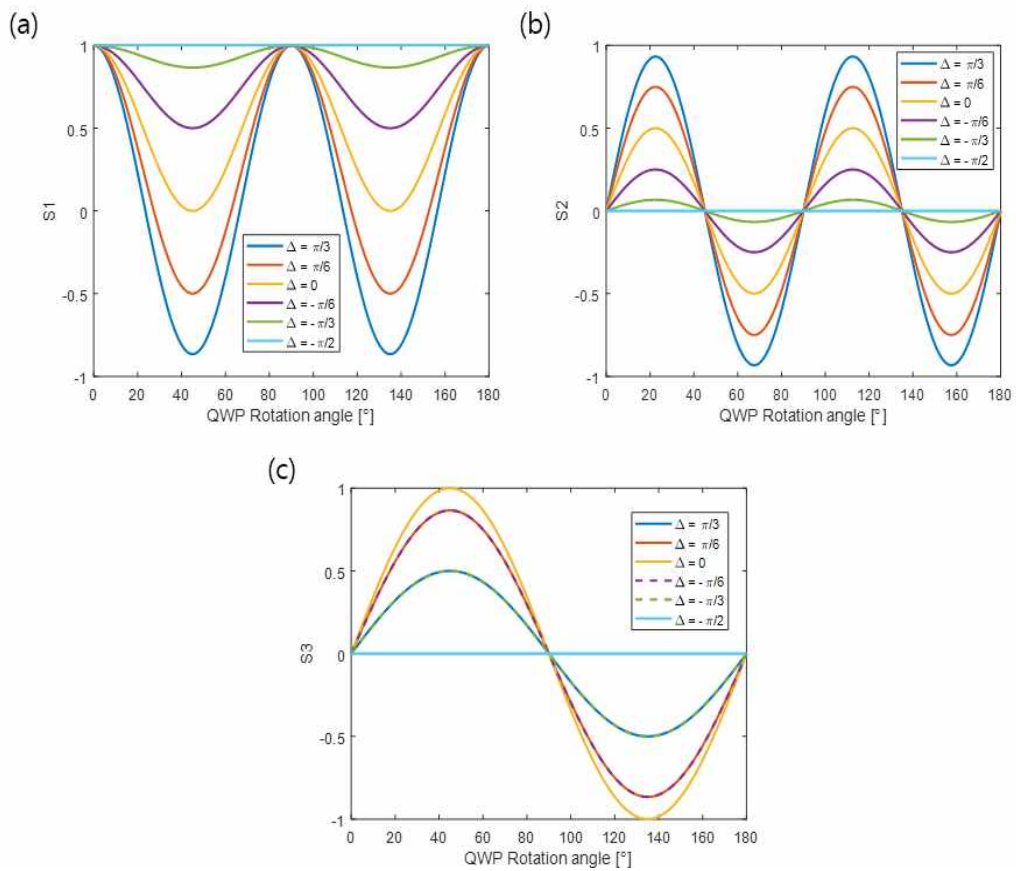 (a)
1
0.5
0
-0.5
-1
S1
Δ = π/3
Δ = π/6
Δ = 0
Δ = - π/6
Δ = - π/3
Δ = - π/2
0 20 40 60 80 100 120 140 160 180
QWP Rotation angle [°]
(b)
1
0.5
0
-0.5
-1
S2
Δ = π/3
Δ = π/6
Δ = 0
Δ = - π/6
Δ = - π/3
Δ = - π/2
0 20 40 60 80 100 120 140 160 180
QWP Rotation angle [°]
(c)
1
0.5
0
-0.5
-1
S3
Δ = π/3
Δ = π/6
Δ = 0
Δ = - π/6
Δ = - π/3
Δ = - π/2
0 20 40 60 80 100 120 140 160 180
QWP Rotation angle [°]